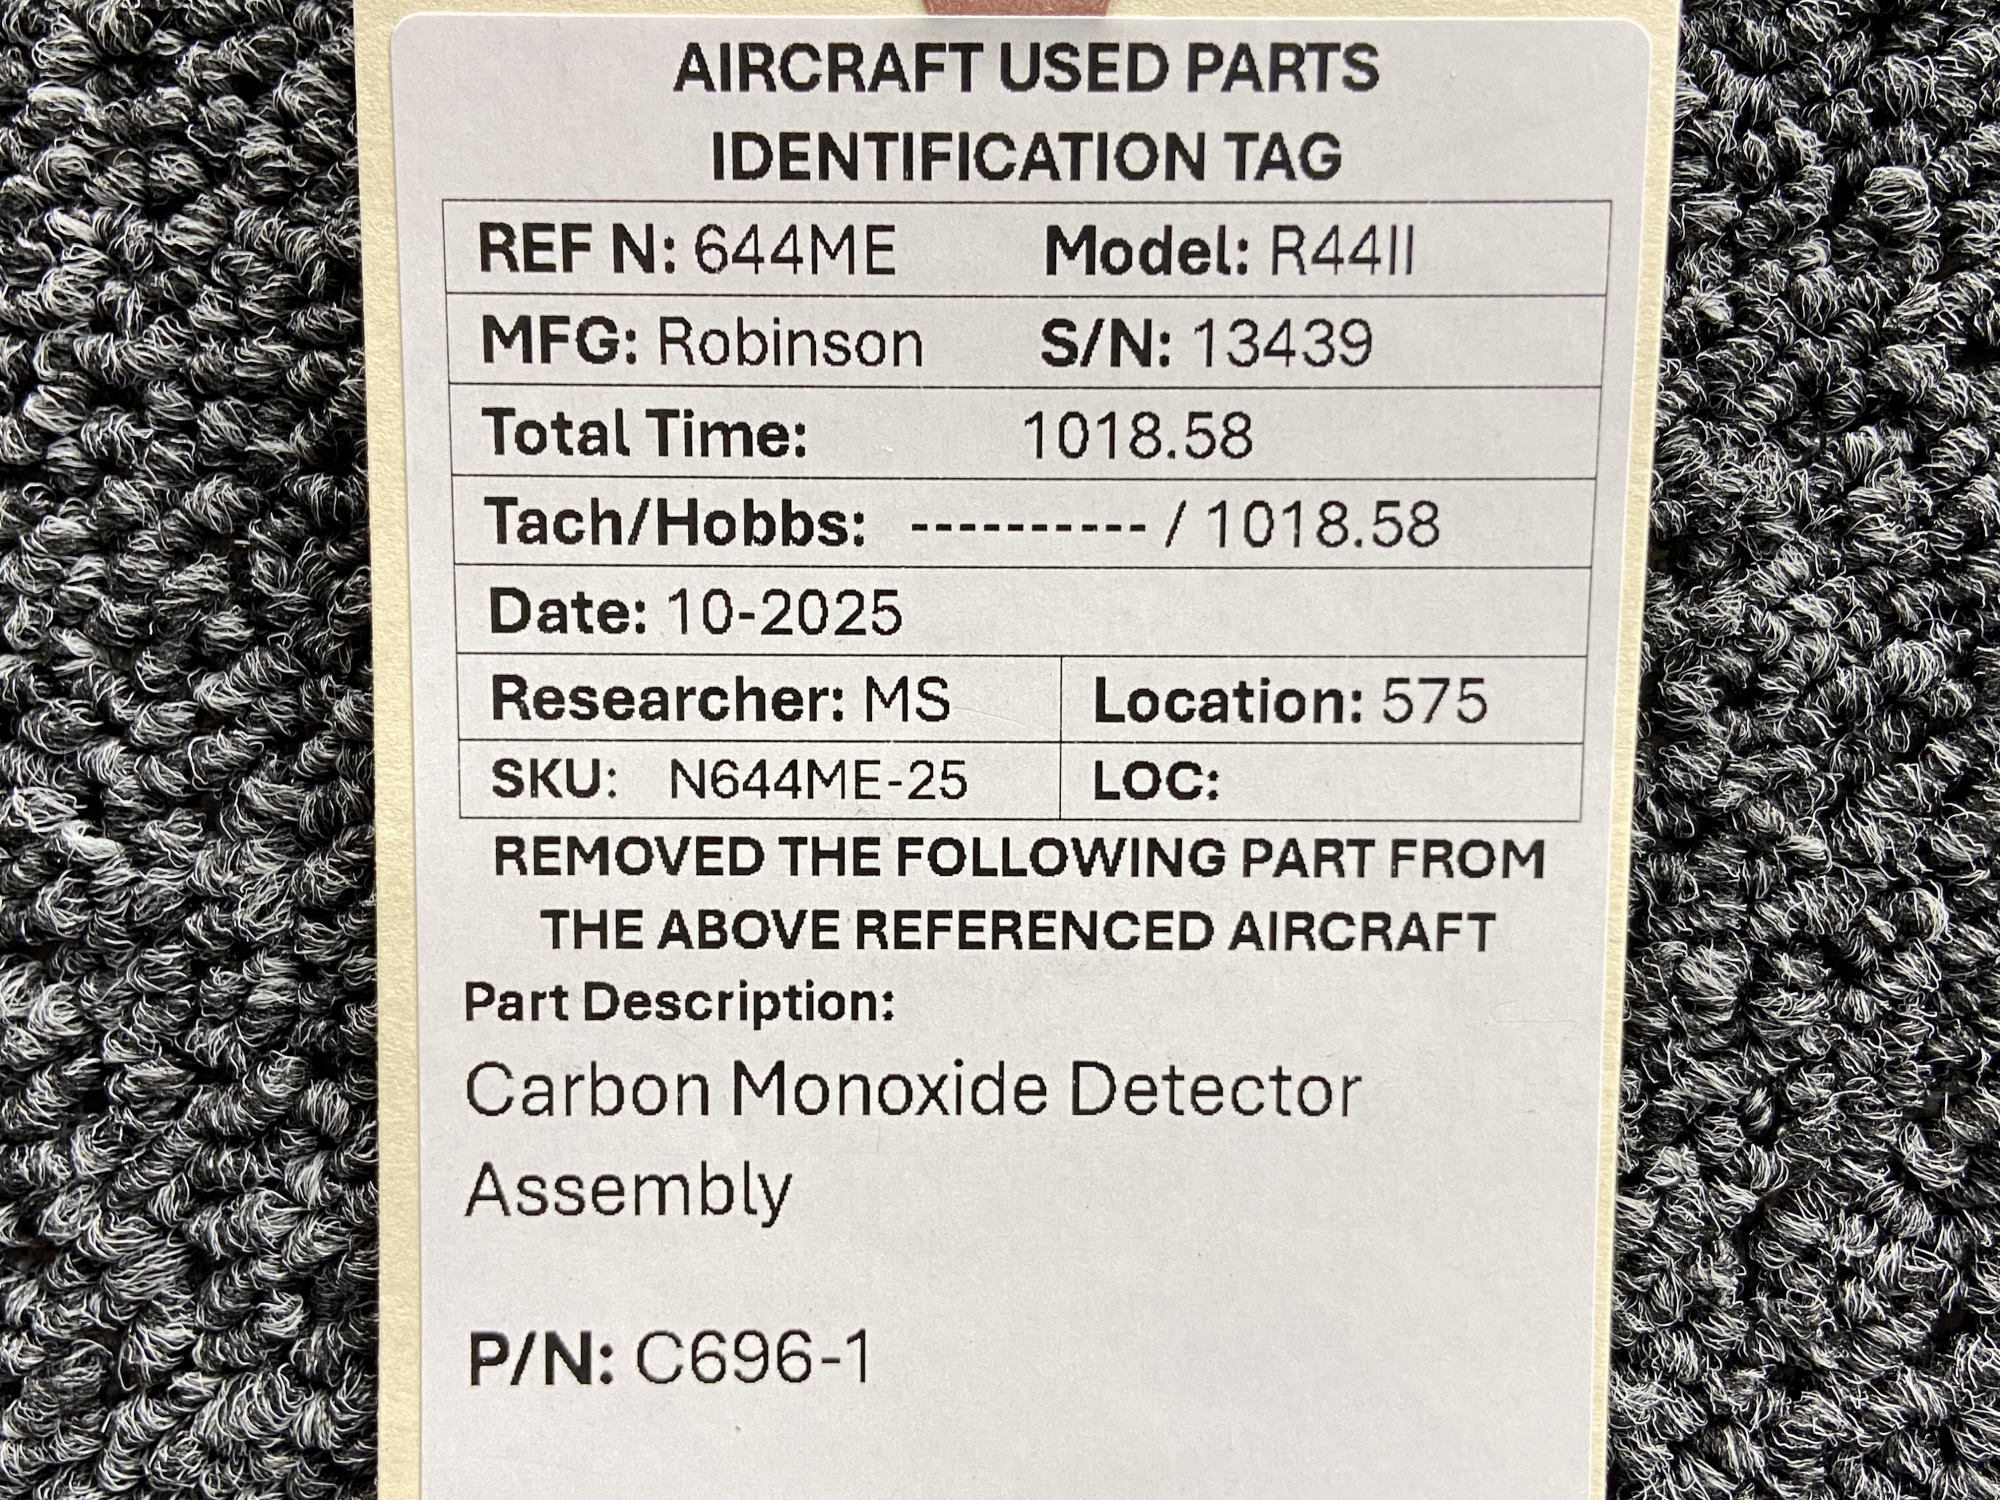 AIRCRAFT USED PARTS
IDENTIFICATION TAG
REF N: 644ME Model: R44II
MFG: Robinson S/N: 13439
Total Time: 1018.58
Tach/Hobbs: ---------- / 1018.58
Date: 10-2025
Researcher: MS Location: 575
SKU: N644ME-25 LOC:
REMOVED THE FOLLOWING PART FROM
THE ABOVE REFERENCED AIRCRAFT
Part Description:
Carbon Monoxide Detector
Assembly
P/N: C696-1